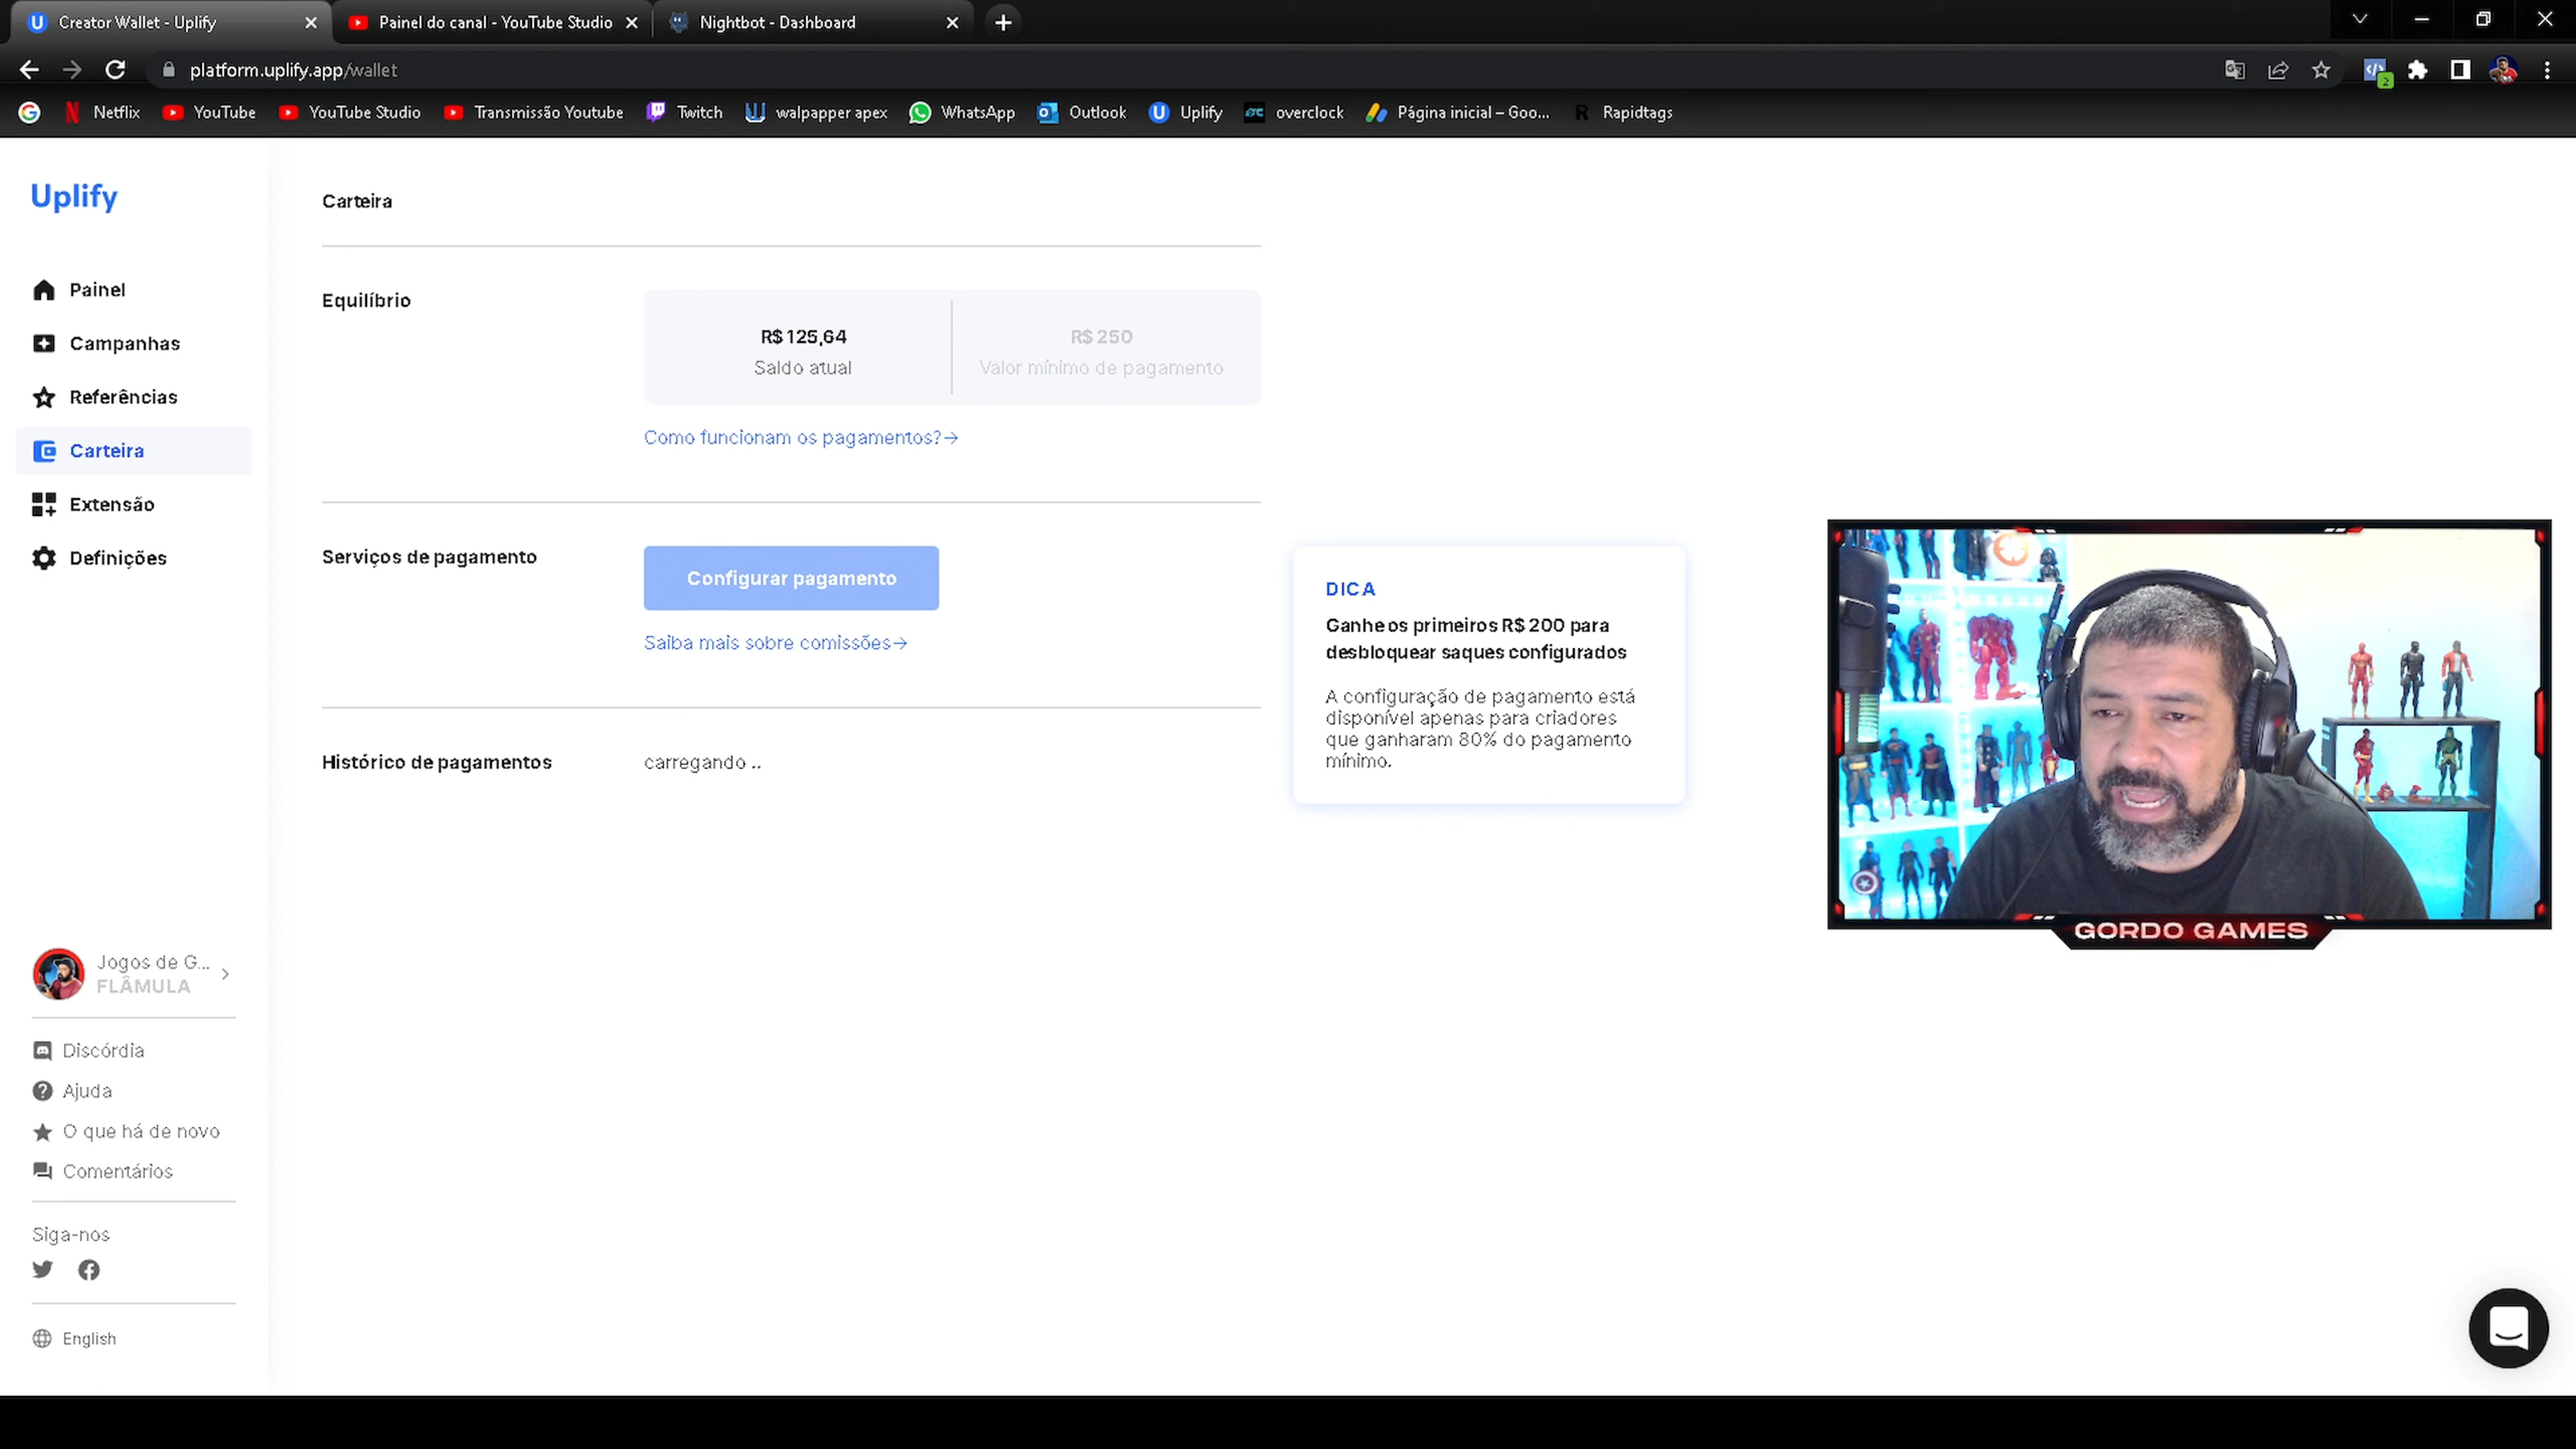 Creator Wallet - Uplify
Painel do canal - YouTube Studio
Nightbot - Dashboard
platform.uplify.app/wallet
2
Netflix
YouTube
YouTube Studio
Transmissão Youtube
Twitch
walpapper apex
WhatsApp
Outlook
Uplify
overclock
Página inicial – Goo...
Rapidtags
Uplify
Painel
Campanhas
Referências
Carteira
Extensão
Definições
Carteira
Equilíbrio
R$ 125,64
Saldo atual
R$ 250
Valor mínimo de pagamento
Como funcionam os pagamentos?→
Serviços de pagamento
Configurar pagamento
Saiba mais sobre comissões→
DICA
Ganhe os primeiros R$ 200 para
desbloquear saques configurados
A configuração de pagamento está
disponível apenas para criadores
que ganharam 80% do pagamento
mínimo.
Histórico de pagamentos
carregando ..
GORDO GAMES
Jogos de G...
FLÂMULA
Discórdia
Ajuda
O que há de novo
Comentários
Siga-nos
English